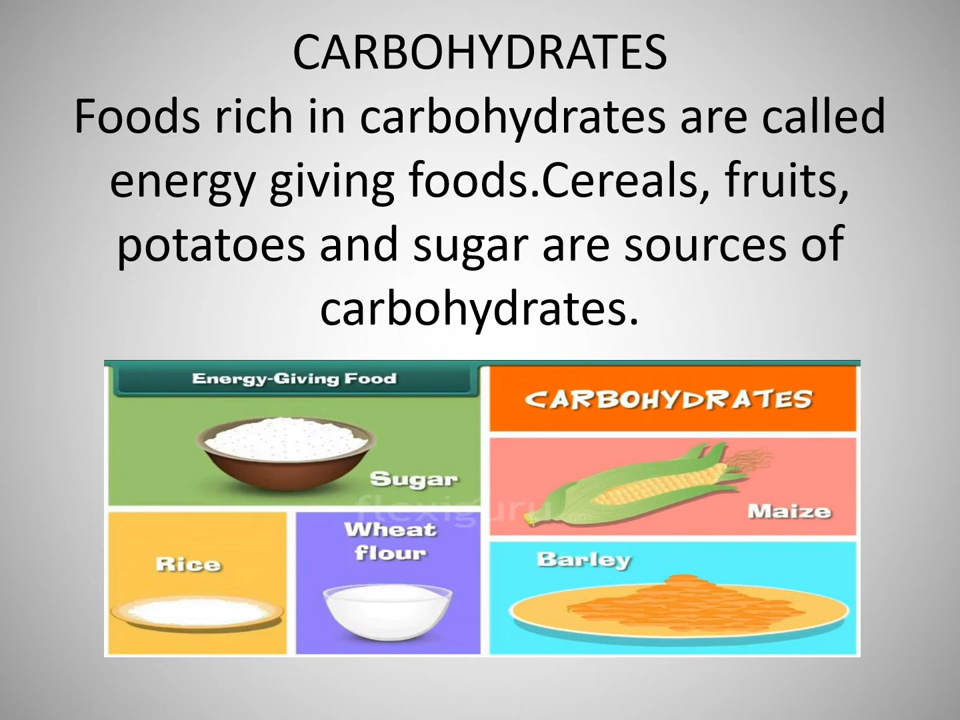 CARBOHYDRATES
Foods rich in carbohydrates are called
energy giving foods.Cereals, fruits,
potatoes and sugar are sources of
carbohydrates.
Energy-Giving Food
CARBOHYDRATES
Sugar
flexiguru
Maize
Rice
Wheat
flour
Barley